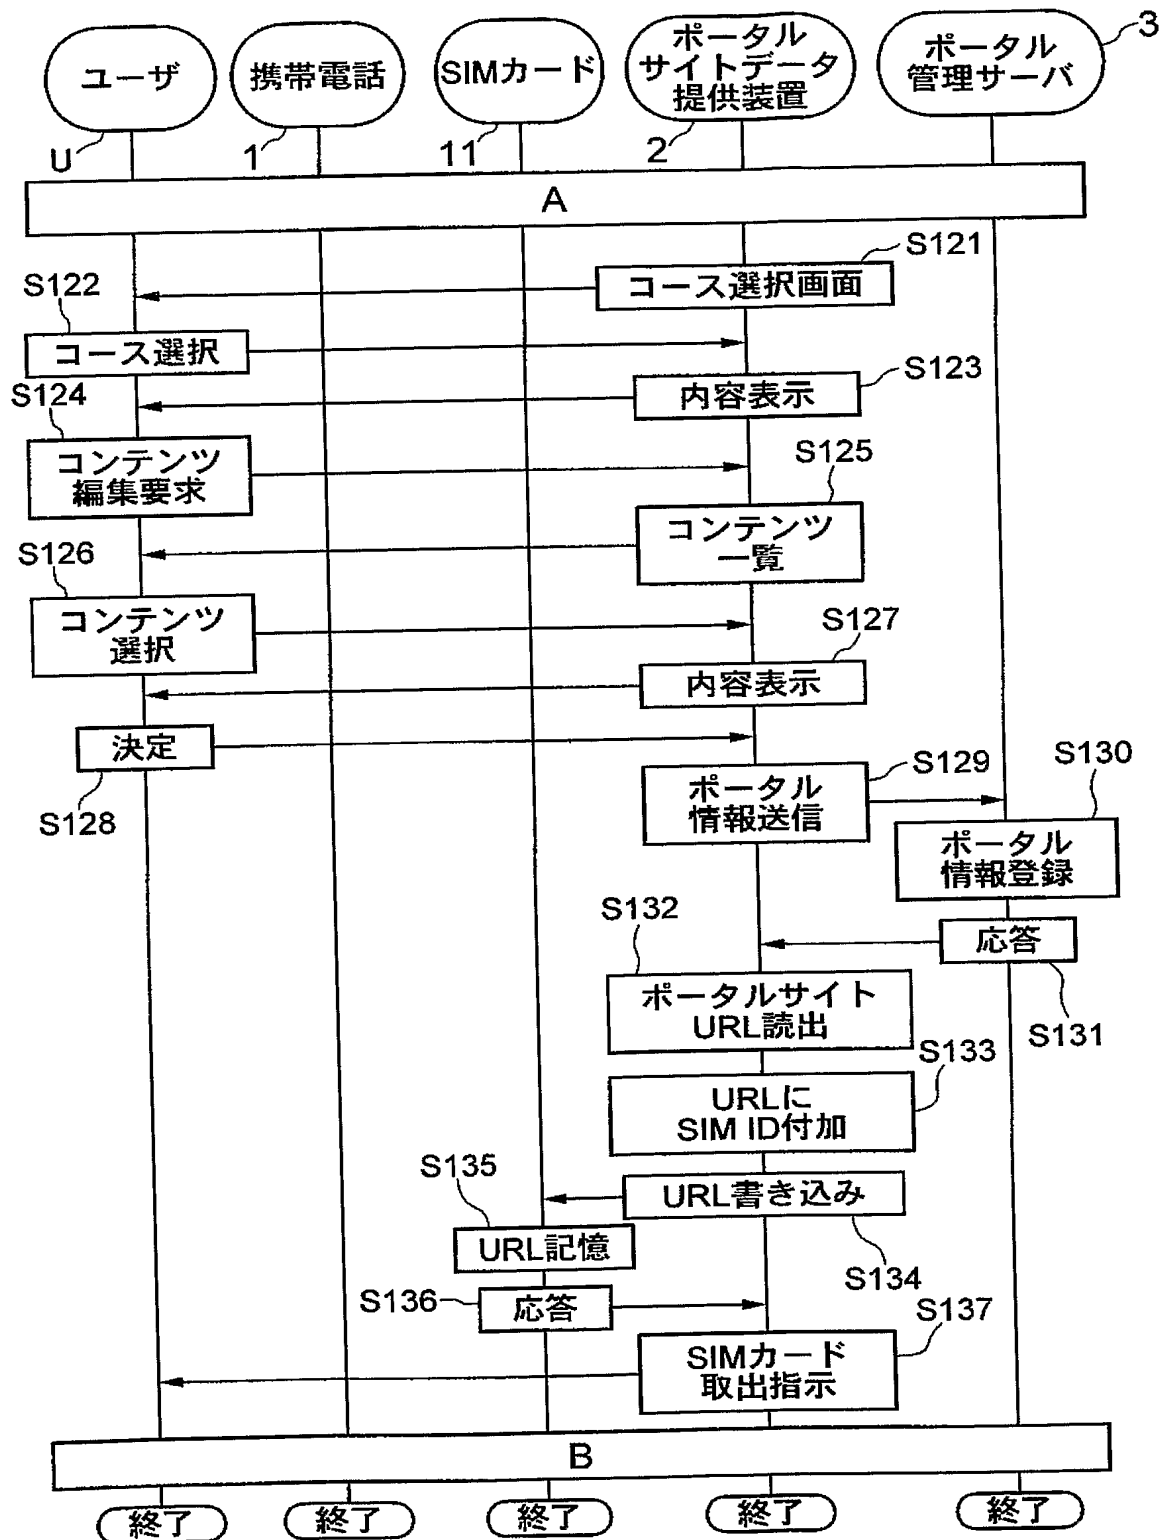 ユーザ
携帯電話
SIMカード
ポータル
サイトデータ
提供装置
ポータル
管理サーバ
3
U
1
11
2
A
S121
コース選択画面
S122
コース選択
S123
内容表示
S124
コンテンツ
編集要求
S125
コンテンツ
一覧
S126
コンテンツ
選択
S127
内容表示
決定
S128
S129
ポータル
情報送信
S130
ポータル
情報登録
応答
S131
S132
ポータルサイト
URL読出
S133
URLに
SIM ID付加
URL書き込み
S134
S135
URL記憶
S136
応答
S137
SIMカード
取出指示
B
終了
終了
終了
終了
終了